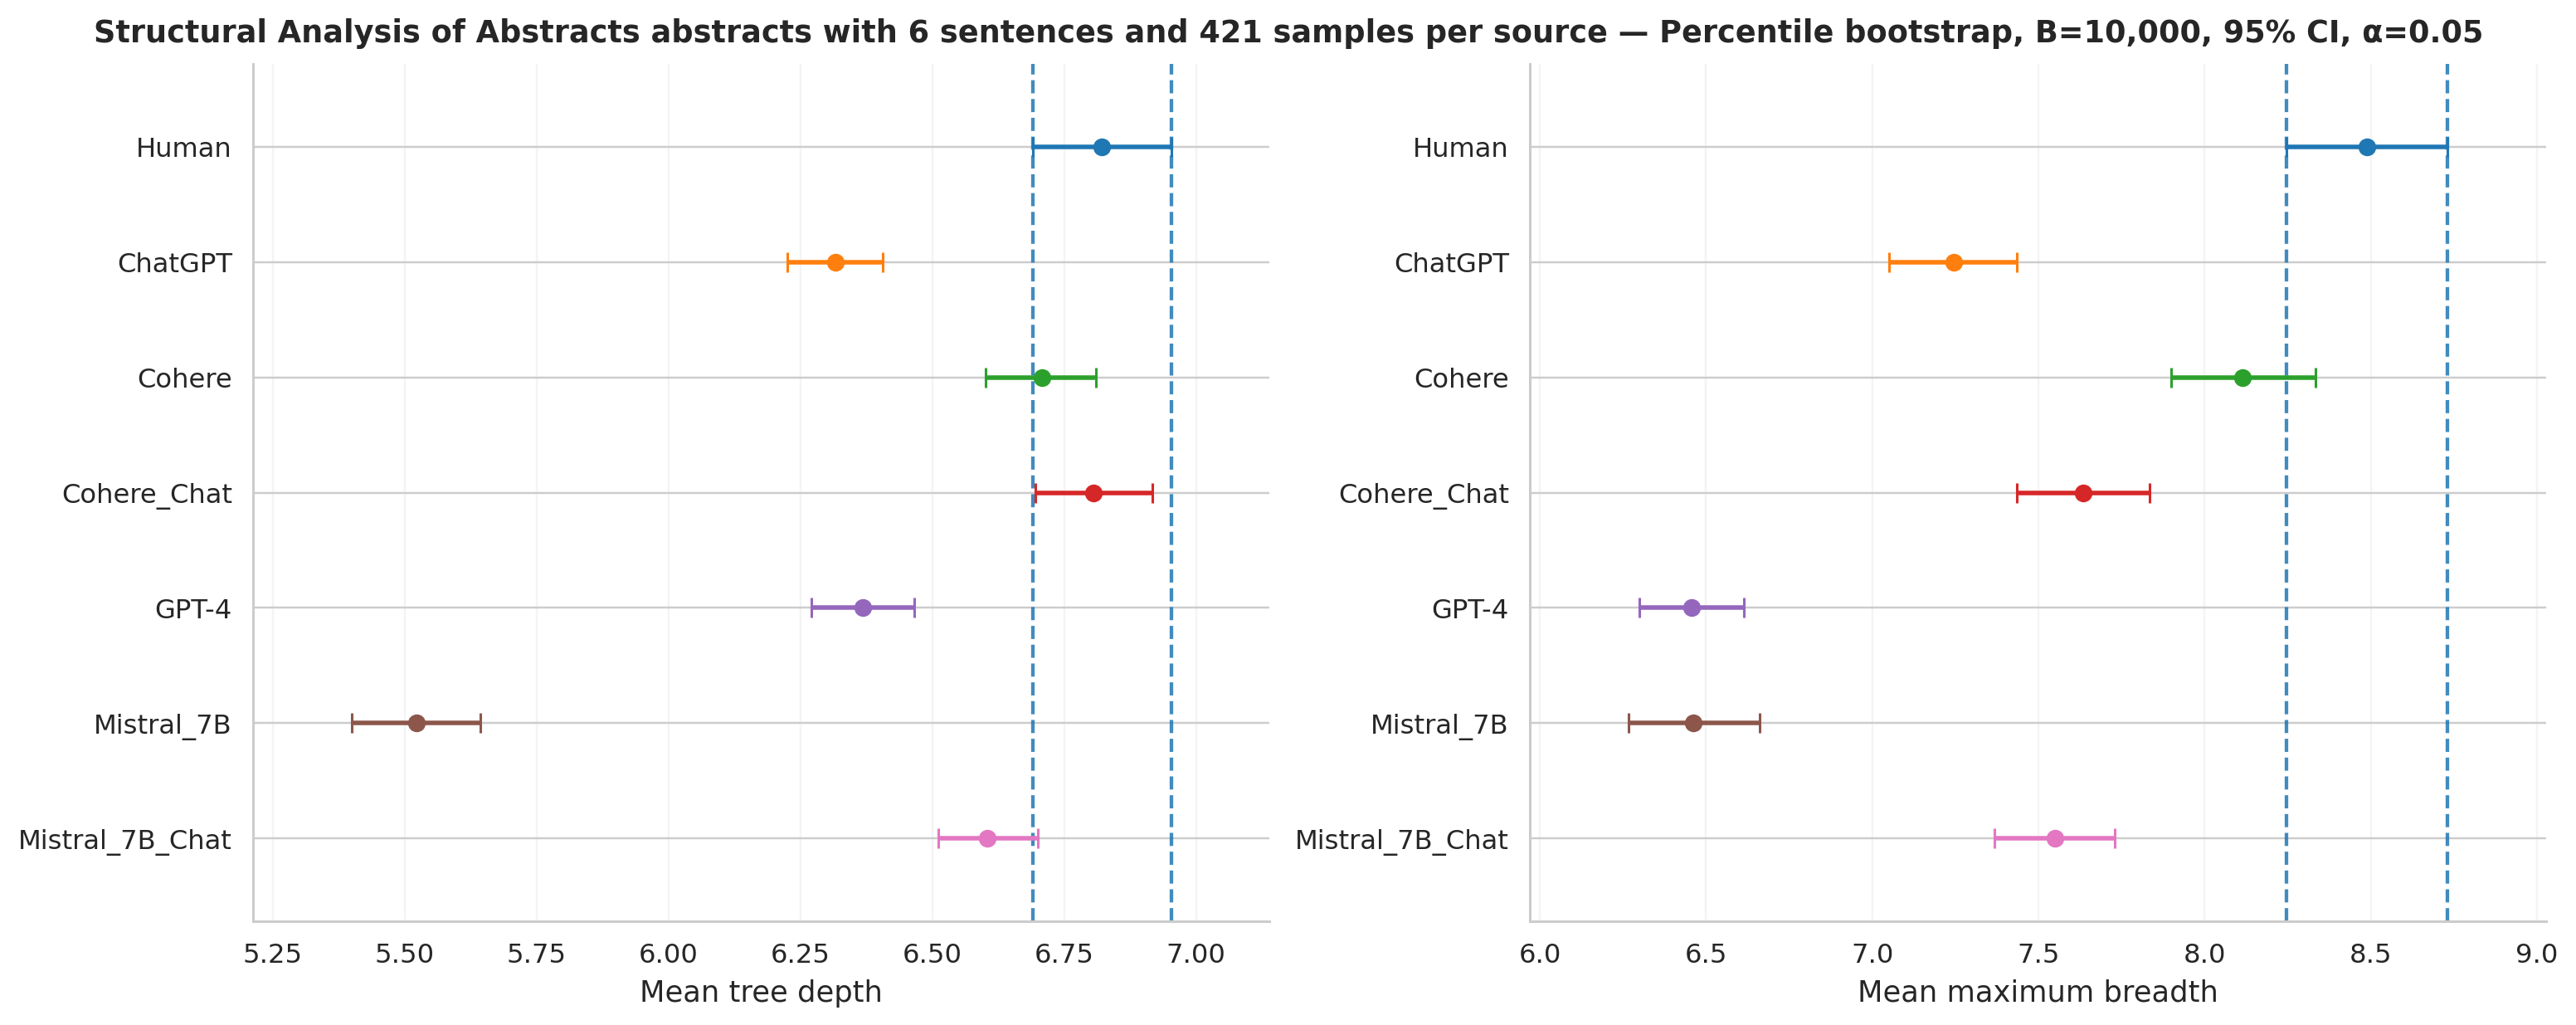 Structural Analysis of Abstracts abstracts with 6 sentences and 421 samples per source — Percentile bootstrap, B=10,000, 95% CI, α=0.05
Human
ChatGPT
Cohere
Cohere_Chat
GPT-4
Mistral_7B
Mistral_7B_Chat
5.25 5.50 5.75 6.00 6.25 6.50 6.75 7.00
Mean tree depth
Human
ChatGPT
Cohere
Cohere_Chat
GPT-4
Mistral_7B
Mistral_7B_Chat
6.0 6.5 7.0 7.5 8.0 8.5 9.0
Mean maximum breadth